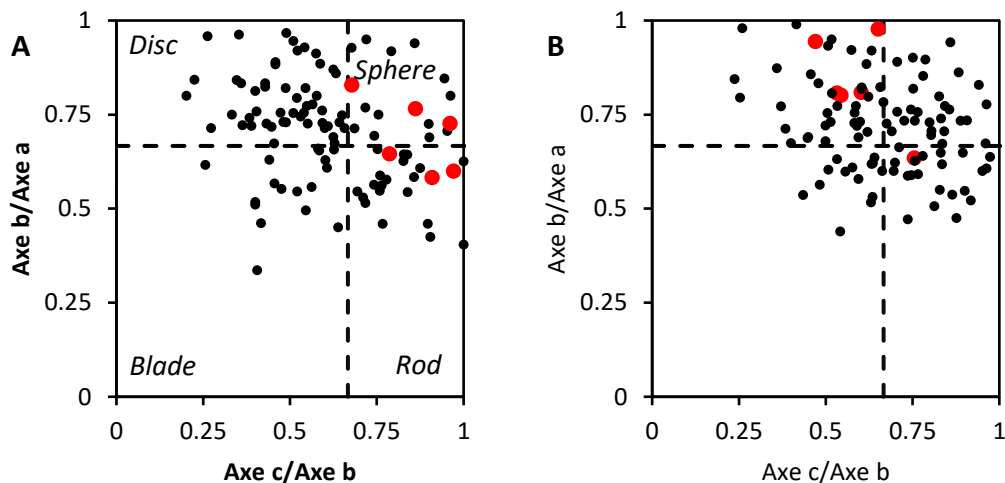 A
Axe b/Axe a
1
0.75
0.5
0.25
0
Disc
Sphere
Blade
Rod
0 0.25 0.5 0.75 1
Axe c/Axe b
B
Axe b/Axe a
1
0.75
0.5
0.25
0
0 0.25 0.5 0.75 1
Axe c/Axe b